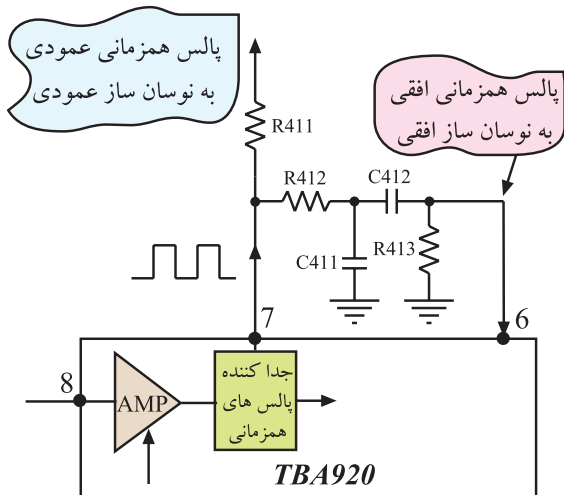 پالس همزمانی عمودی
به نوسان ساز عمودی
پالس همزمانی افقی
به نوسان ساز افقی
R411
R412
C412
C411
R413
7
6
8
AMP
جدا کننده
پالس های
همزمانی
TBA920